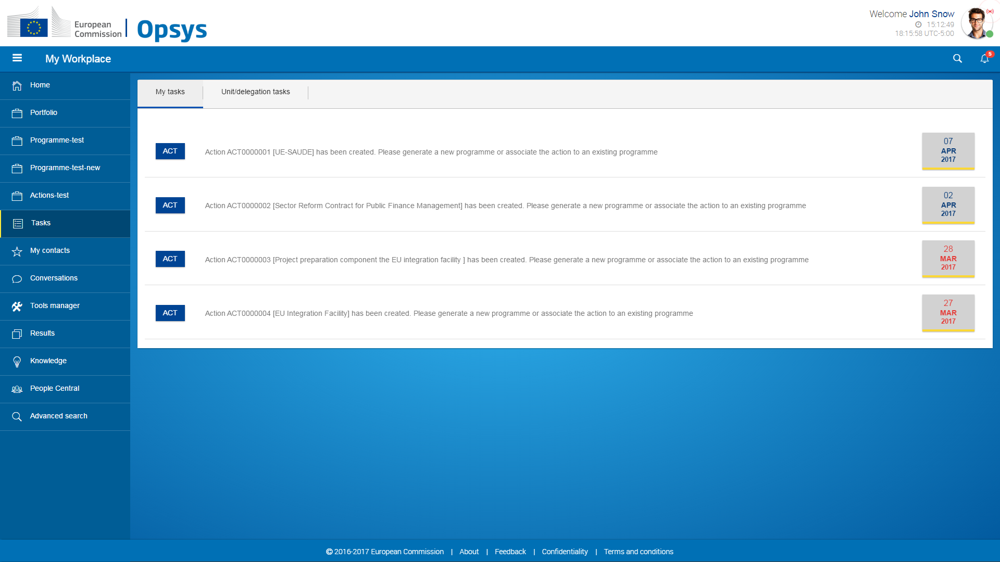 European
Commission
Opsys
Welcome John Snow
15:12:49
18:15:58 UTC-5:00
My Workplace
5
Home
Portfolio
Programme-test
Programme-test-new
Actions-test
Tasks
My contacts
Conversations
Tools manager
Results
Knowledge
People Central
Advanced search
My tasks
Unit/delegation tasks
ACT
Action ACT0000001 [UE-SAUDE] has been created. Please generate a new programme or associate the action to an existing programme
07
APR
2017
ACT
Action ACT0000002 [Sector Reform Contract for Public Finance Management] has been created. Please generate a new programme or associate the action to an existing programme
02
APR
2017
ACT
Action ACT0000003 [Project preparation component the EU integration facility ] has been created. Please generate a new programme or associate the action to an existing programme
28
MAR
2017
ACT
Action ACT0000004 [EU Integration Facility] has been created. Please generate a new programme or associate the action to an existing programme
27
MAR
2017
© 2016-2017 European Commission | About | Feedback | Confidentiality | Terms and conditions